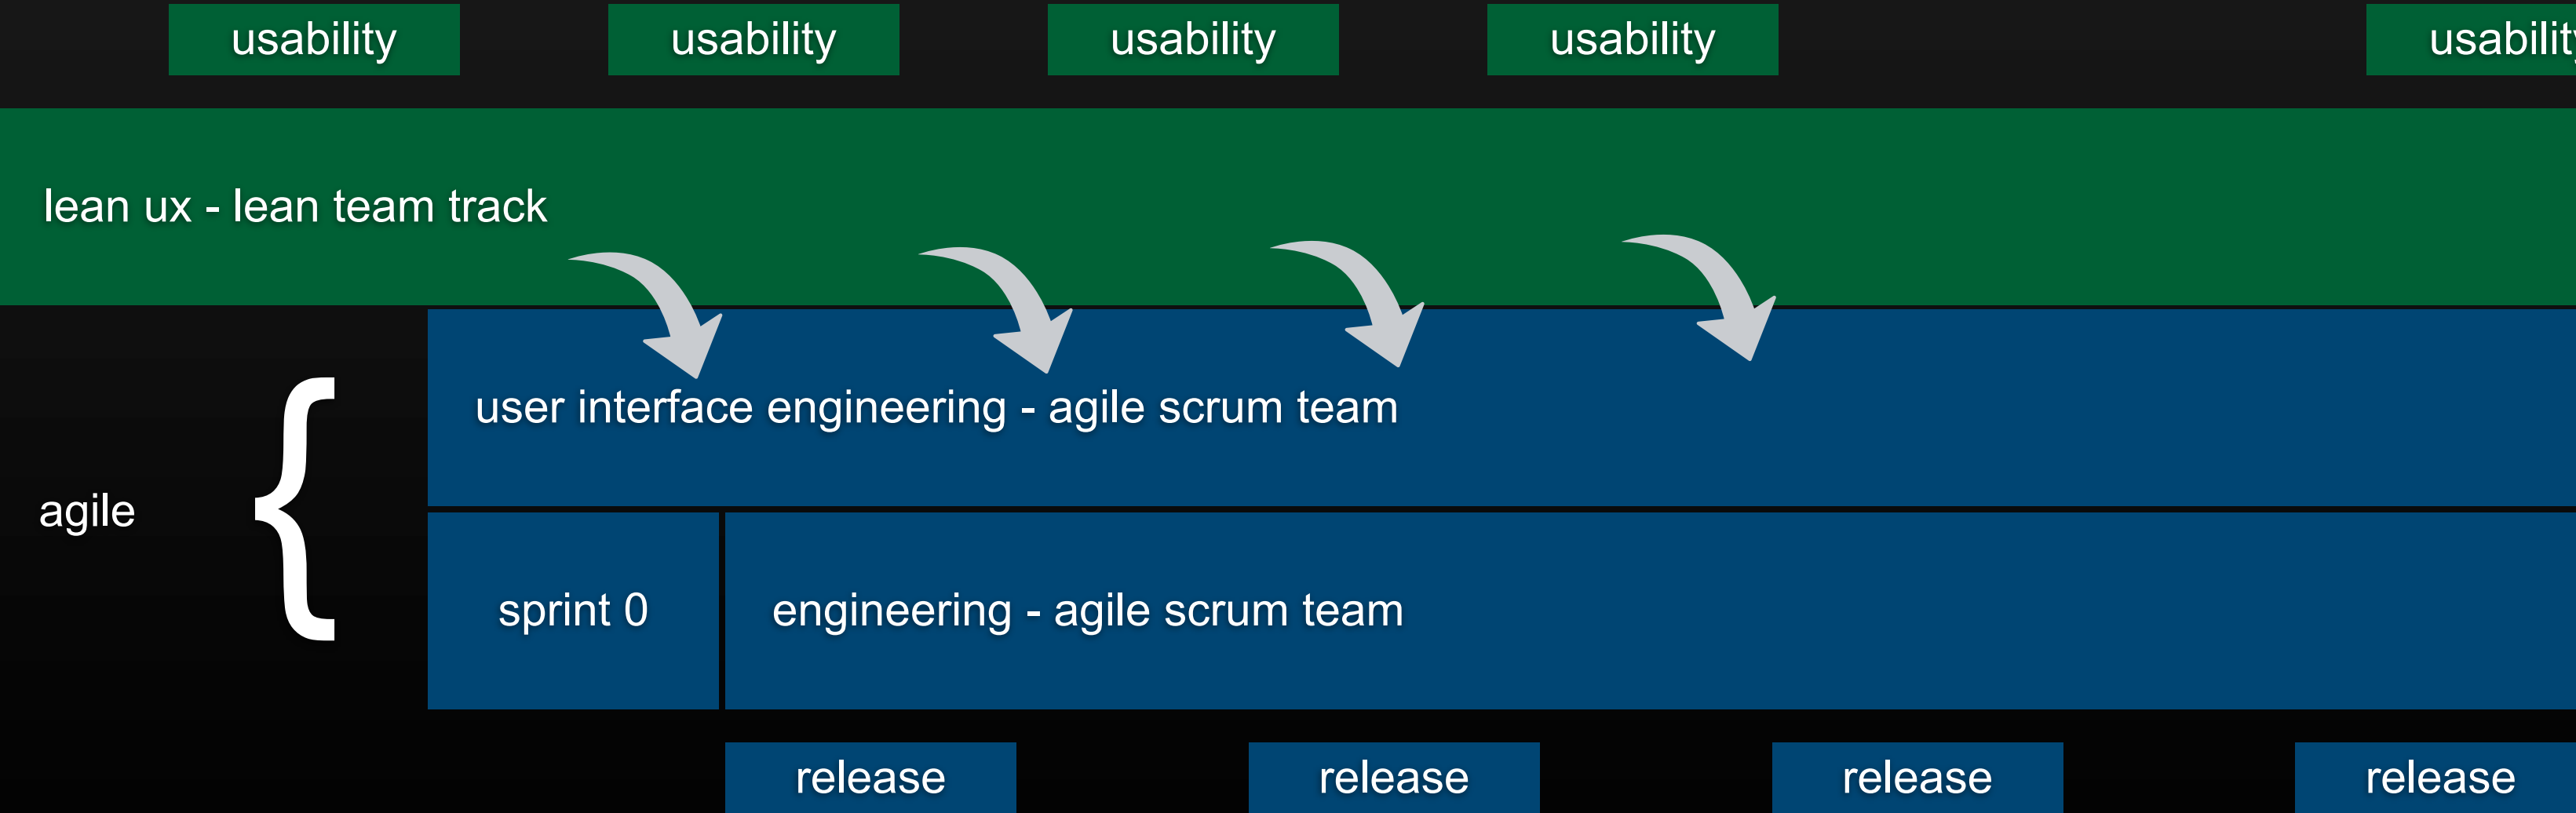 usability
usability
usability
usability
usability
lean ux - lean team track
user interface engineering - agile scrum team
agile
{
sprint 0
engineering - agile scrum team
release
release
release
release